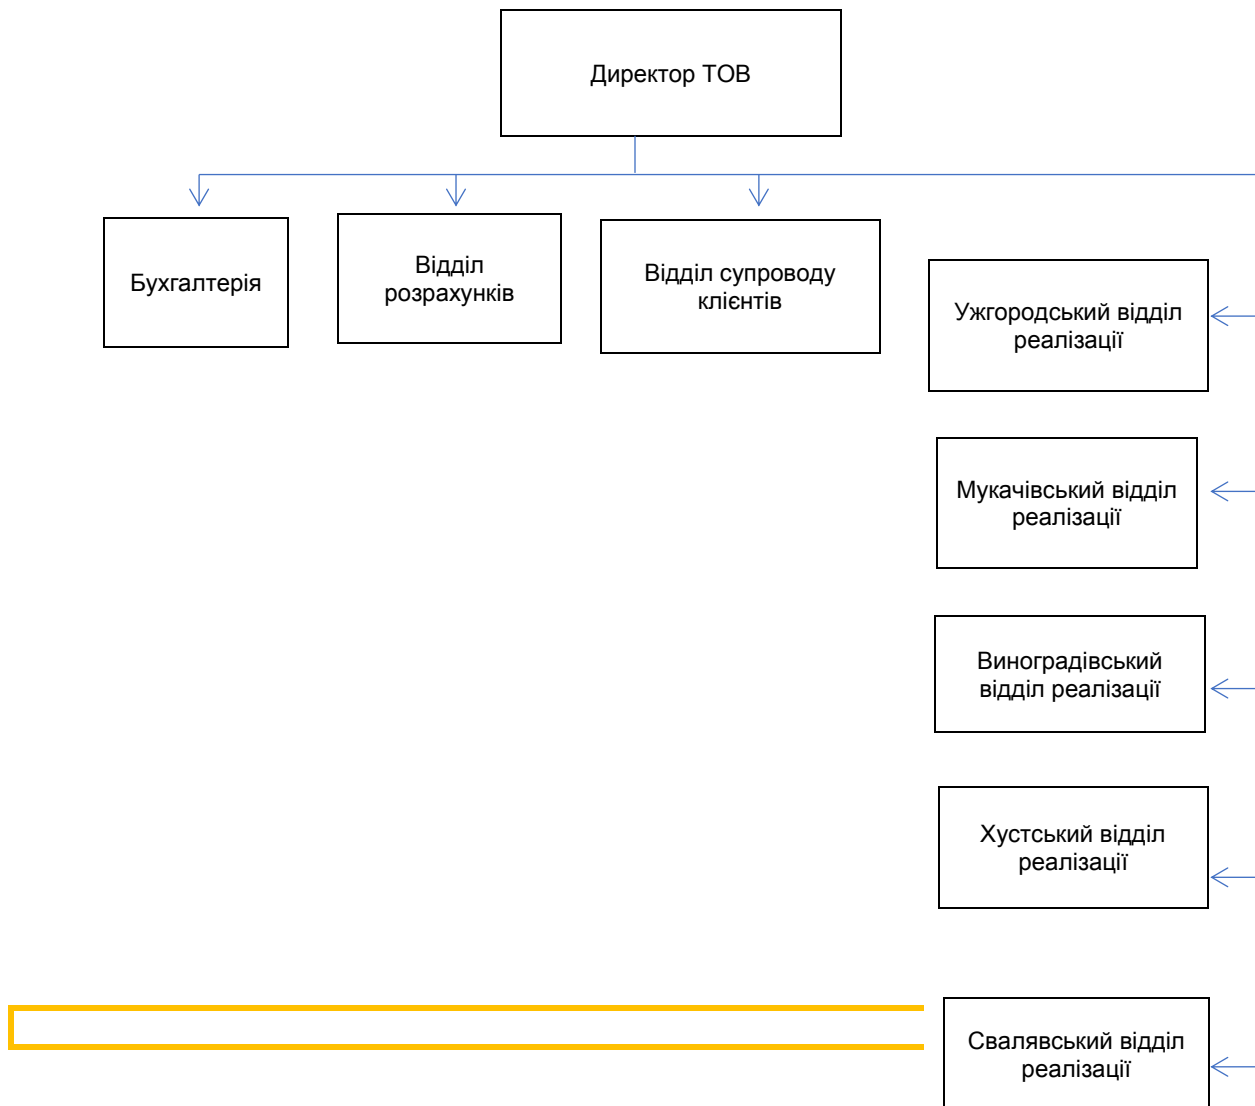 Директор ТОВ
Бухгалтерія
Відділ
розрахунків
Відділ супроводу
клієнтів
Ужгородський відділ
реалізації
Мукачівський відділ
реалізації
Виноградівський
відділ реалізації
Хустський відділ
реалізації
Свалявський відділ
реалізації